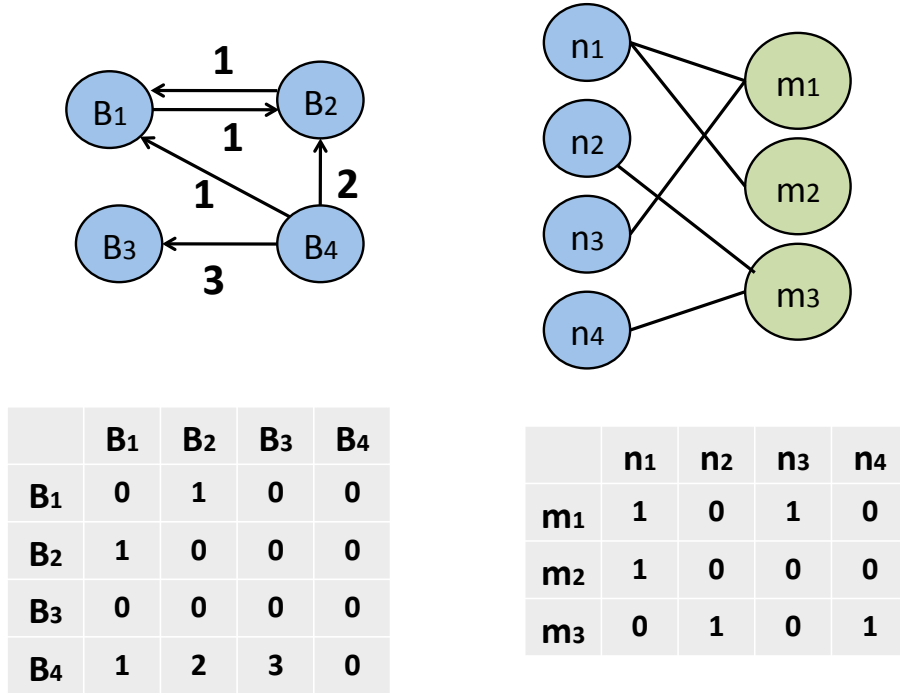 1
B1 B2
1
1 2
B3 B4
3
n1 m1
n2
m2
n3
m3
n4
B1 B2 B3 B4
B1 0 1 0 0
B2 1 0 0 0
B3 0 0 0 0
B4 1 2 3 0
n1 n2 n3 n4
m1 1 0 1 0
m2 1 0 0 0
m3 0 1 0 1